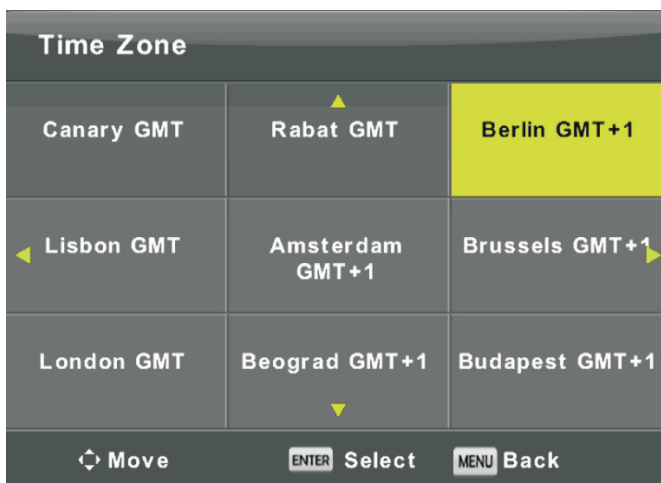 Time Zone
Canary GMT
Rabat GMT
Berlin GMT+1
Lisbon GMT
Amsterdam
GMT+1
Brussels GMT+1
London GMT
Beograd GMT+1
Budapest GMT+1
Move
ENTER Select
MENU Back